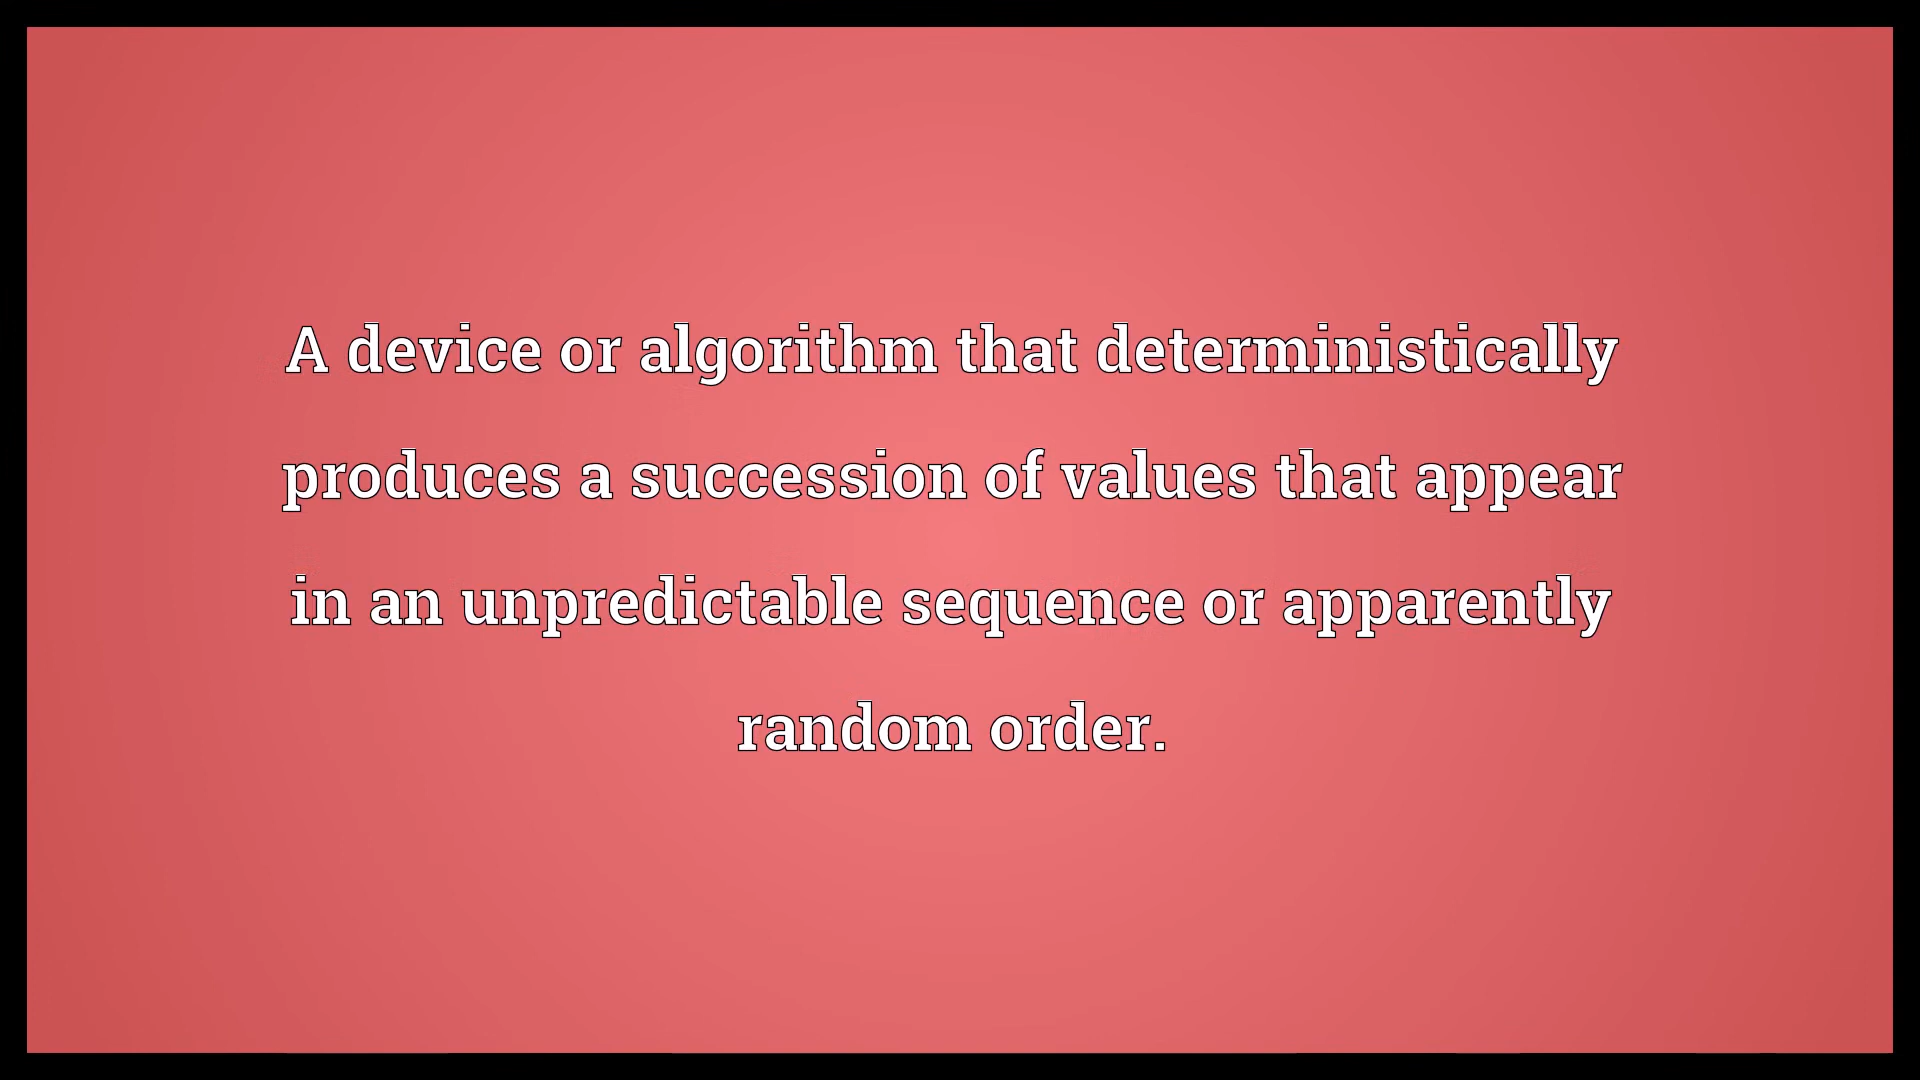 A device or algorithm that deterministically
produces a succession of values that appear
in an unpredictable sequence or apparently
random order.